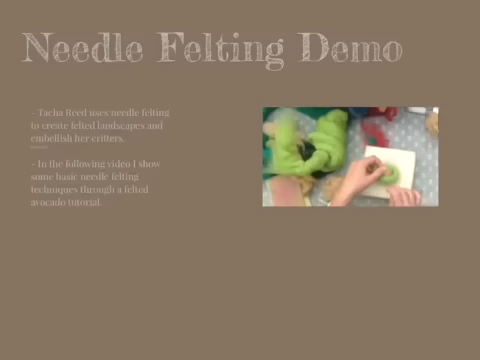 Needle Felting Demo
- Tacha Reed uses needle felting
to create felted landscapes and
embellish her critters.
- In the following video I show
some basic needle felting
techniques through a felted
avocado tutorial.